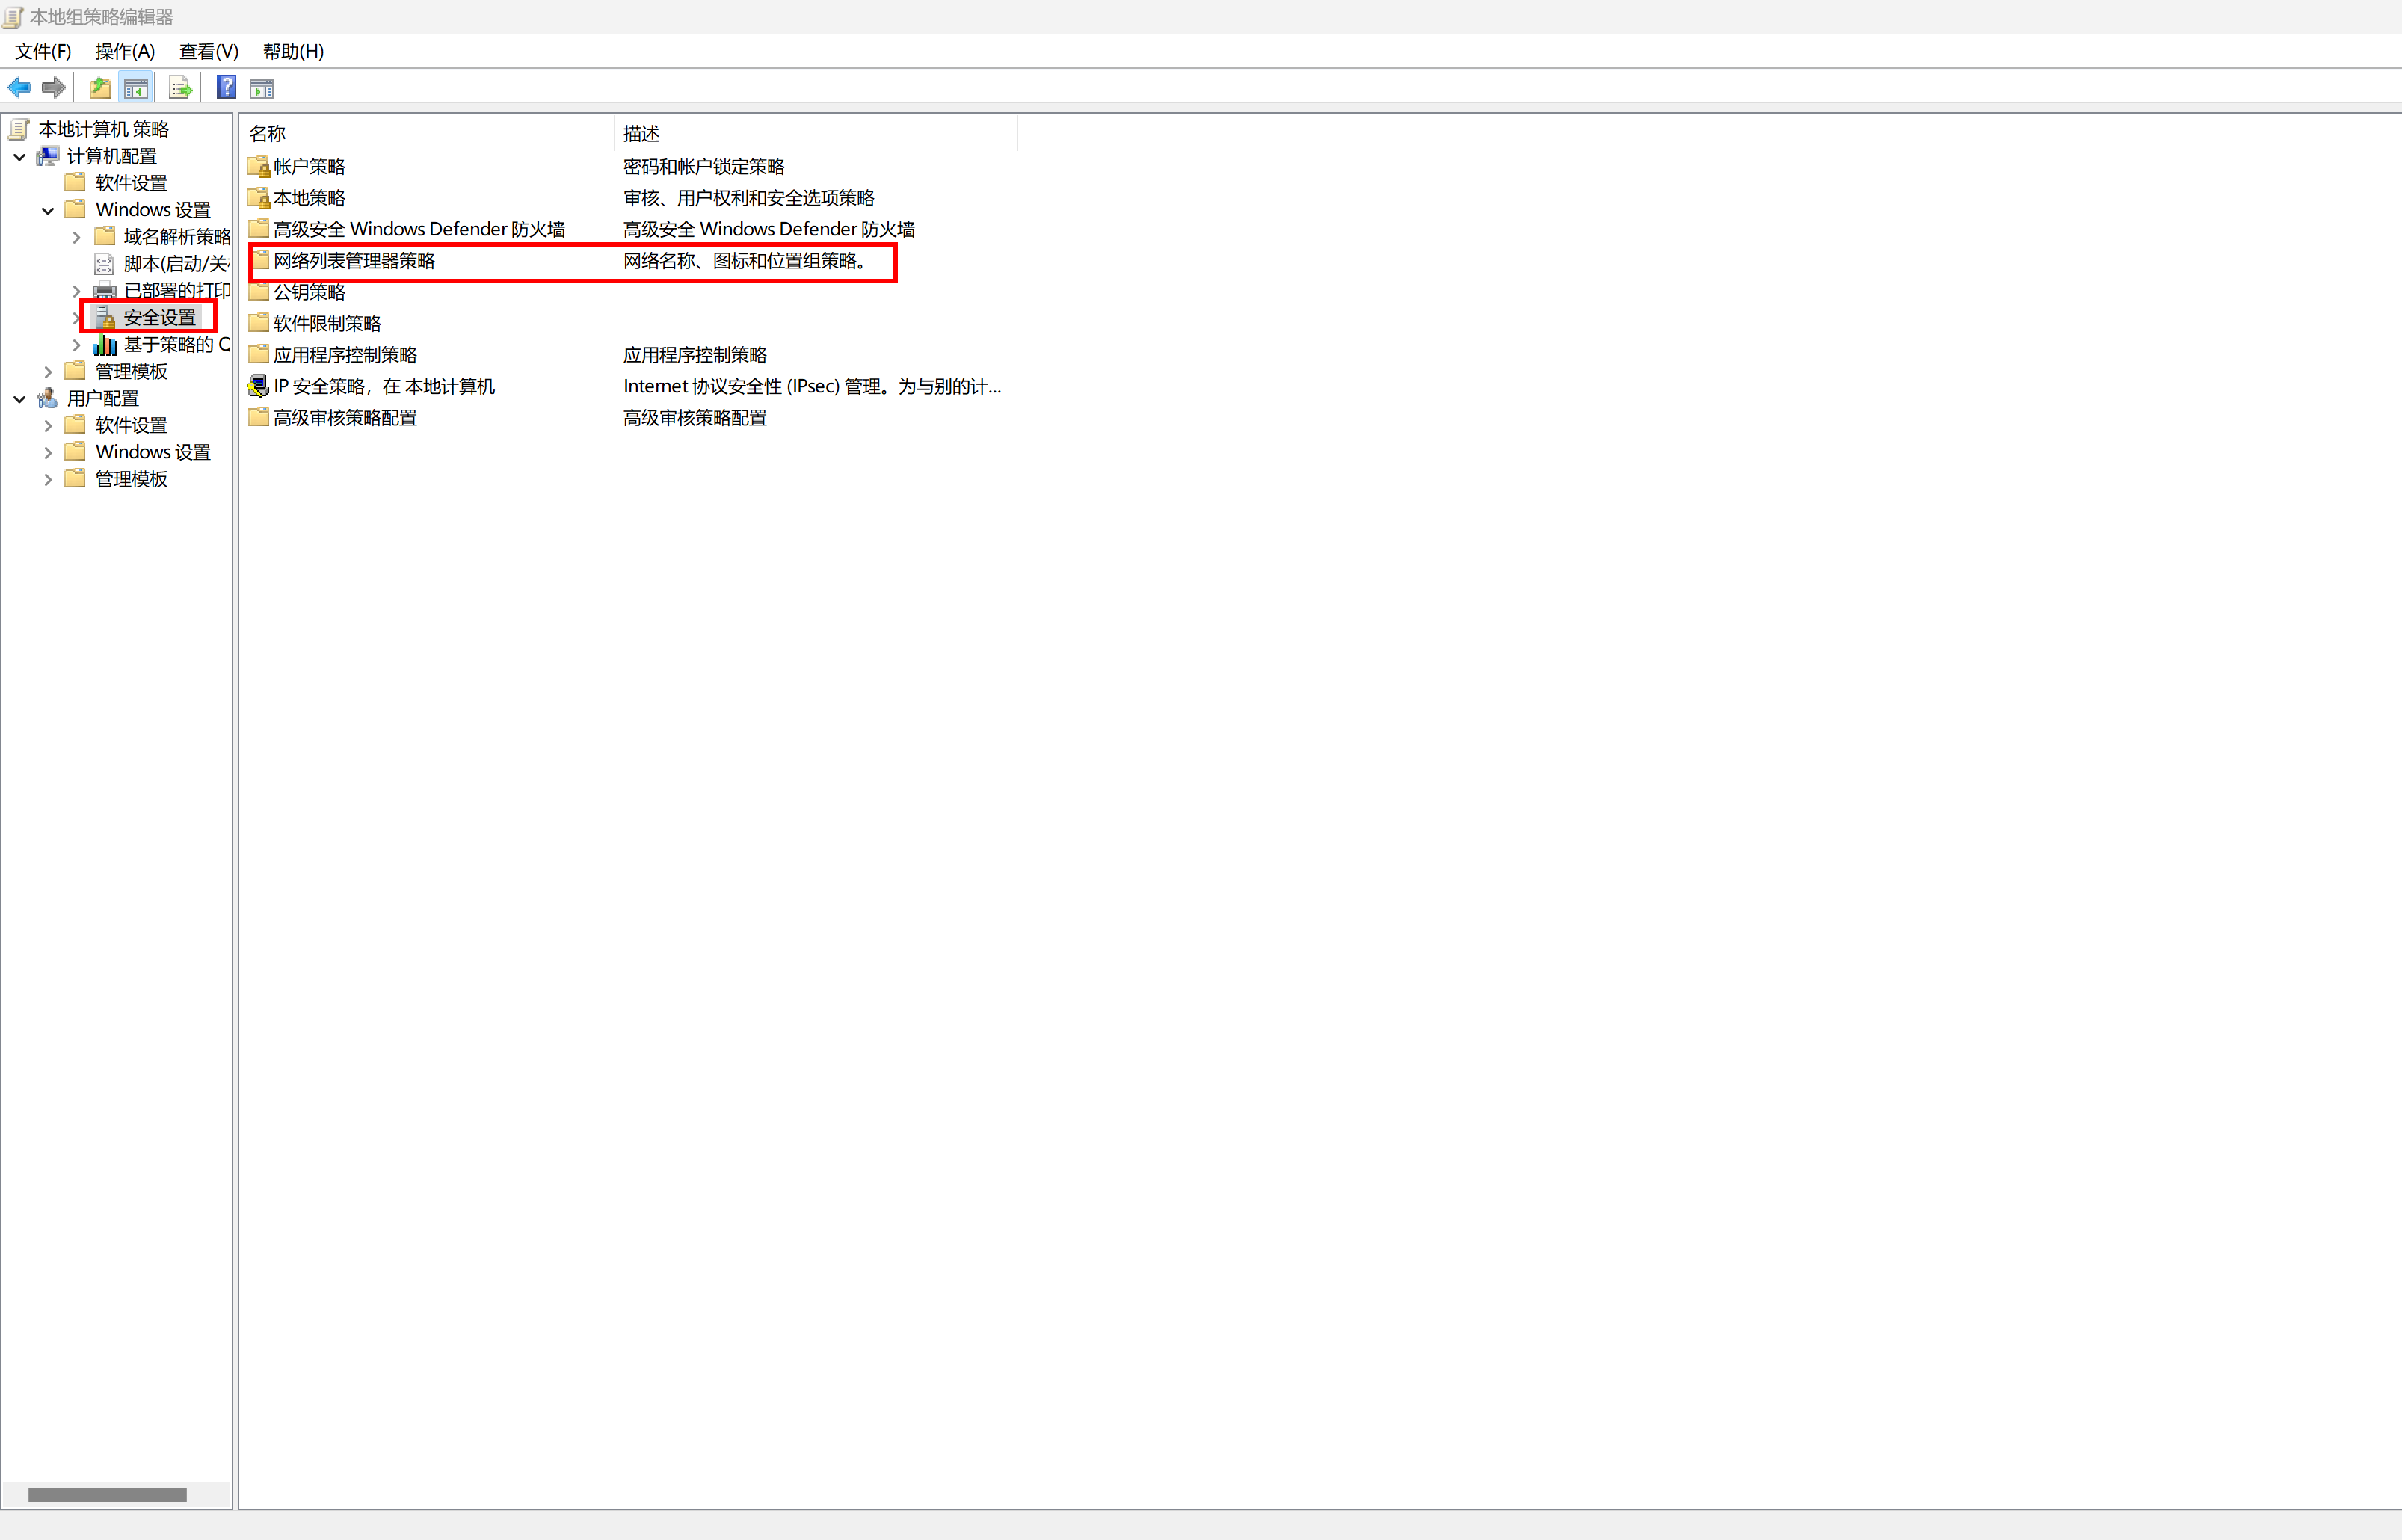 本地组策略编辑器
文件(F) 操作(A) 查看(V) 帮助(H)
本地计算机 策略
计算机配置
软件设置
Windows 设置
域名解析策略
脚本(启动/关
已部署的打印
安全设置
基于策略的 Q
管理模板
用户配置
软件设置
Windows 设置
管理模板
名称 描述
帐户策略 密码和帐户锁定策略
本地策略 审核、用户权利和安全选项策略
高级安全 Windows Defender 防火墙 高级安全 Windows Defender 防火墙
网络列表管理器策略 网络名称、图标和位置组策略。
公钥策略
软件限制策略
应用程序控制策略 应用程序控制策略
IP 安全策略，在 本地计算机 Internet 协议安全性 (IPsec) 管理。为与别的计...
高级审核策略配置 高级审核策略配置